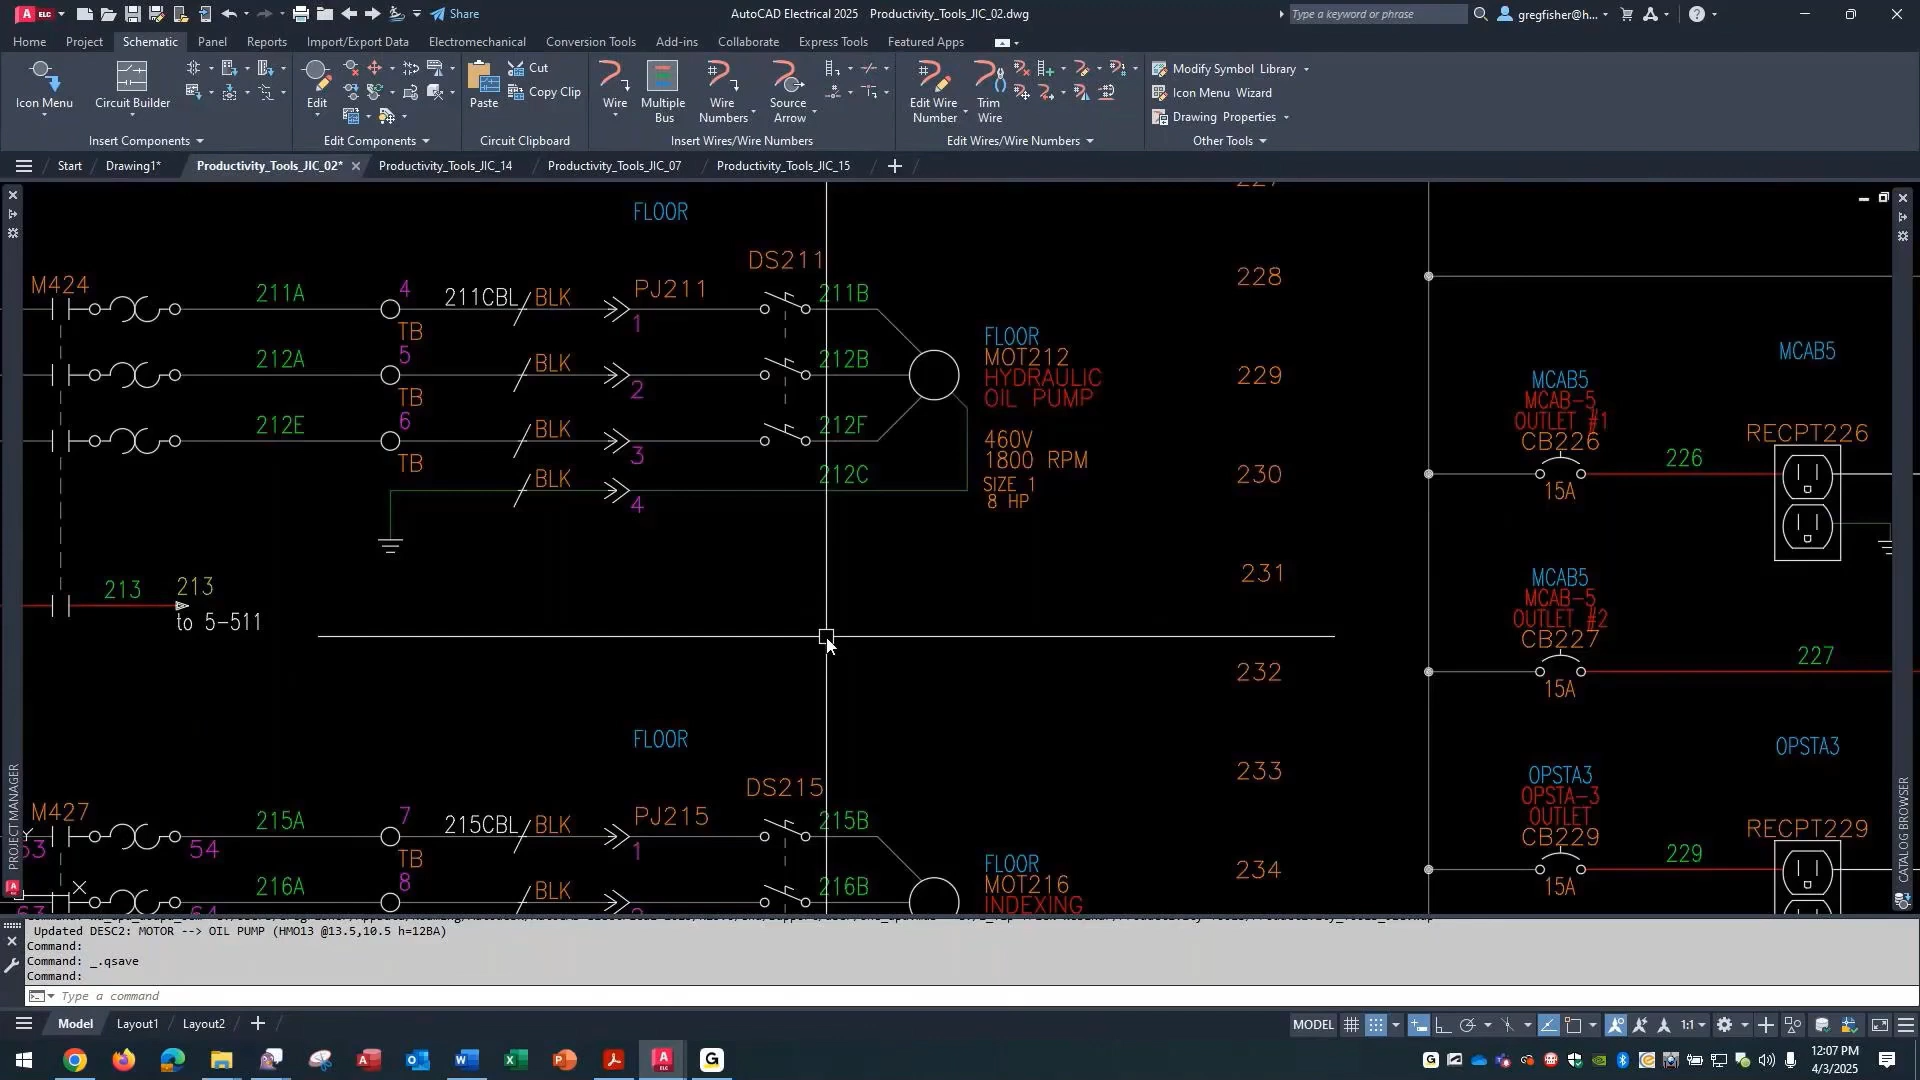 ELC
Share
AutoCAD Electrical 2025 Productivity_Tools_JIC_02.dwg
Type a keyword or phrase
gregfisher@h...
Home Project Schematic Panel Reports Import/Export Data Electromechanical Conversion Tools Add-ins Collaborate Express Tools Featured Apps
Icon Menu
Circuit Builder
Edit
Paste
Cut
Copy Clip
Wire
Multiple Bus
Wire Numbers
Source Arrow
Edit Wire Number
Trim Wire
Modify Symbol Library
Icon Menu Wizard
Drawing Properties
Insert Components
Edit Components
Circuit Clipboard
Insert Wires/Wire Numbers
Edit Wires/Wire Numbers
Other Tools
Start Drawing1* Productivity_Tools_JIC_02* Productivity_Tools_JIC_14 Productivity_Tools_JIC_07 Productivity_Tools_JIC_15
FLOOR
227
DS211
M424 211A 4 211CBL BLK PJ211 211B
TB 1
228
212A 5 BLK 212B
TB 2
FLOOR
MOT212
HYDRAULIC
OIL PUMP
229
212E 6 BLK 212F
TB 3
460V
1800 RPM
SIZE 1
8 HP
BLK 212C
4
230
MCAB5
MCAB5
MCAB-5
OUTLET #1
CB226
15A
226
RECPT226
231
213 213
to 5-511
MCAB5
MCAB-5
OUTLET #2
CB227
15A
227
232
FLOOR
DS215
233
OPSTA3
OPSTA3
OPSTA-3
OUTLET
CB229
15A
229
RECPT229
M427 215A 7 215CBL BLK PJ215 215B
53 54 TB 1
216A 8 BLK 216B
FLOOR
MOT216
INDEXING
234
PROJECT MANAGER
CATALOG BROWSER
Updated DESC2: MOTOR --> OIL PUMP (HMO13 @13.5,10.5 h=12BA)
Command:
Command: _.qsave
Command:
Type a command
Model Layout1 Layout2
MODEL
1:1
12:07 PM
4/3/2025